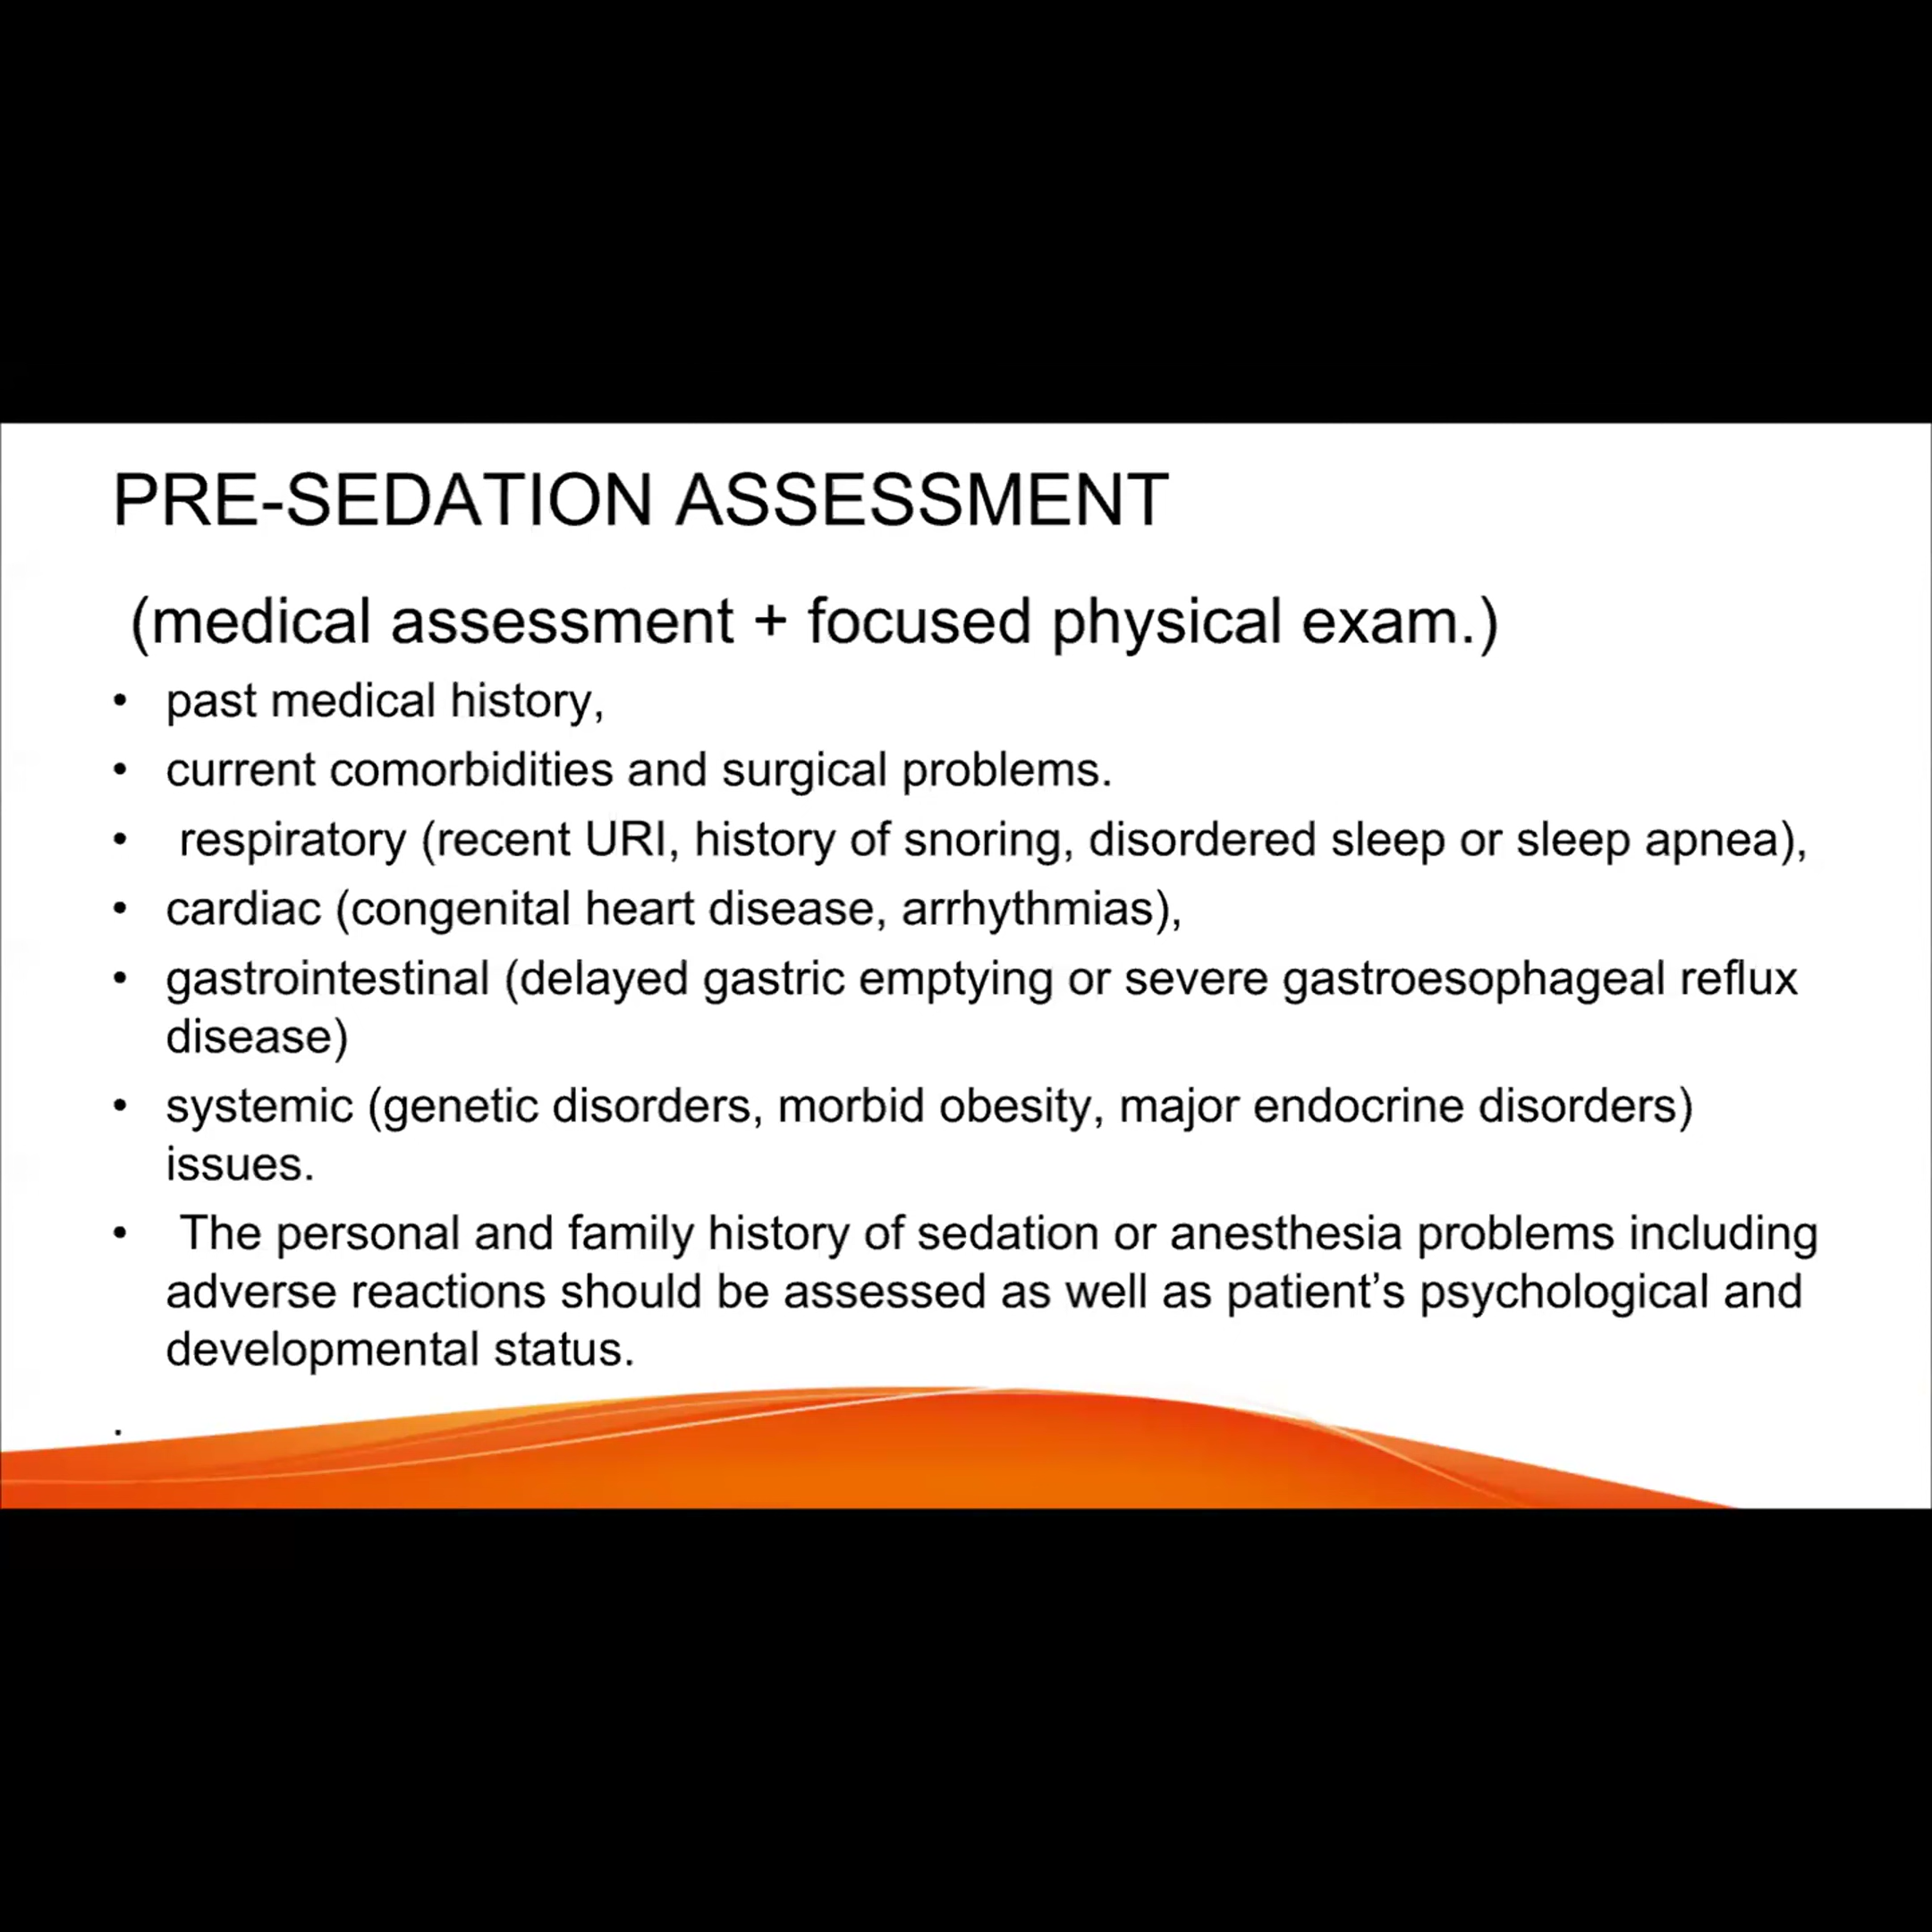 PRE-SEDATION ASSESSMENT
(medical assessment + focused physical exam.)
• past medical history,
• current comorbidities and surgical problems.
• respiratory (recent URI, history of snoring, disordered sleep or sleep apnea),
• cardiac (congenital heart disease, arrhythmias),
• gastrointestinal (delayed gastric emptying or severe gastroesophageal reflux
disease)
• systemic (genetic disorders, morbid obesity, major endocrine disorders)
issues.
• The personal and family history of sedation or anesthesia problems including
adverse reactions should be assessed as well as patient’s psychological and
developmental status.
.